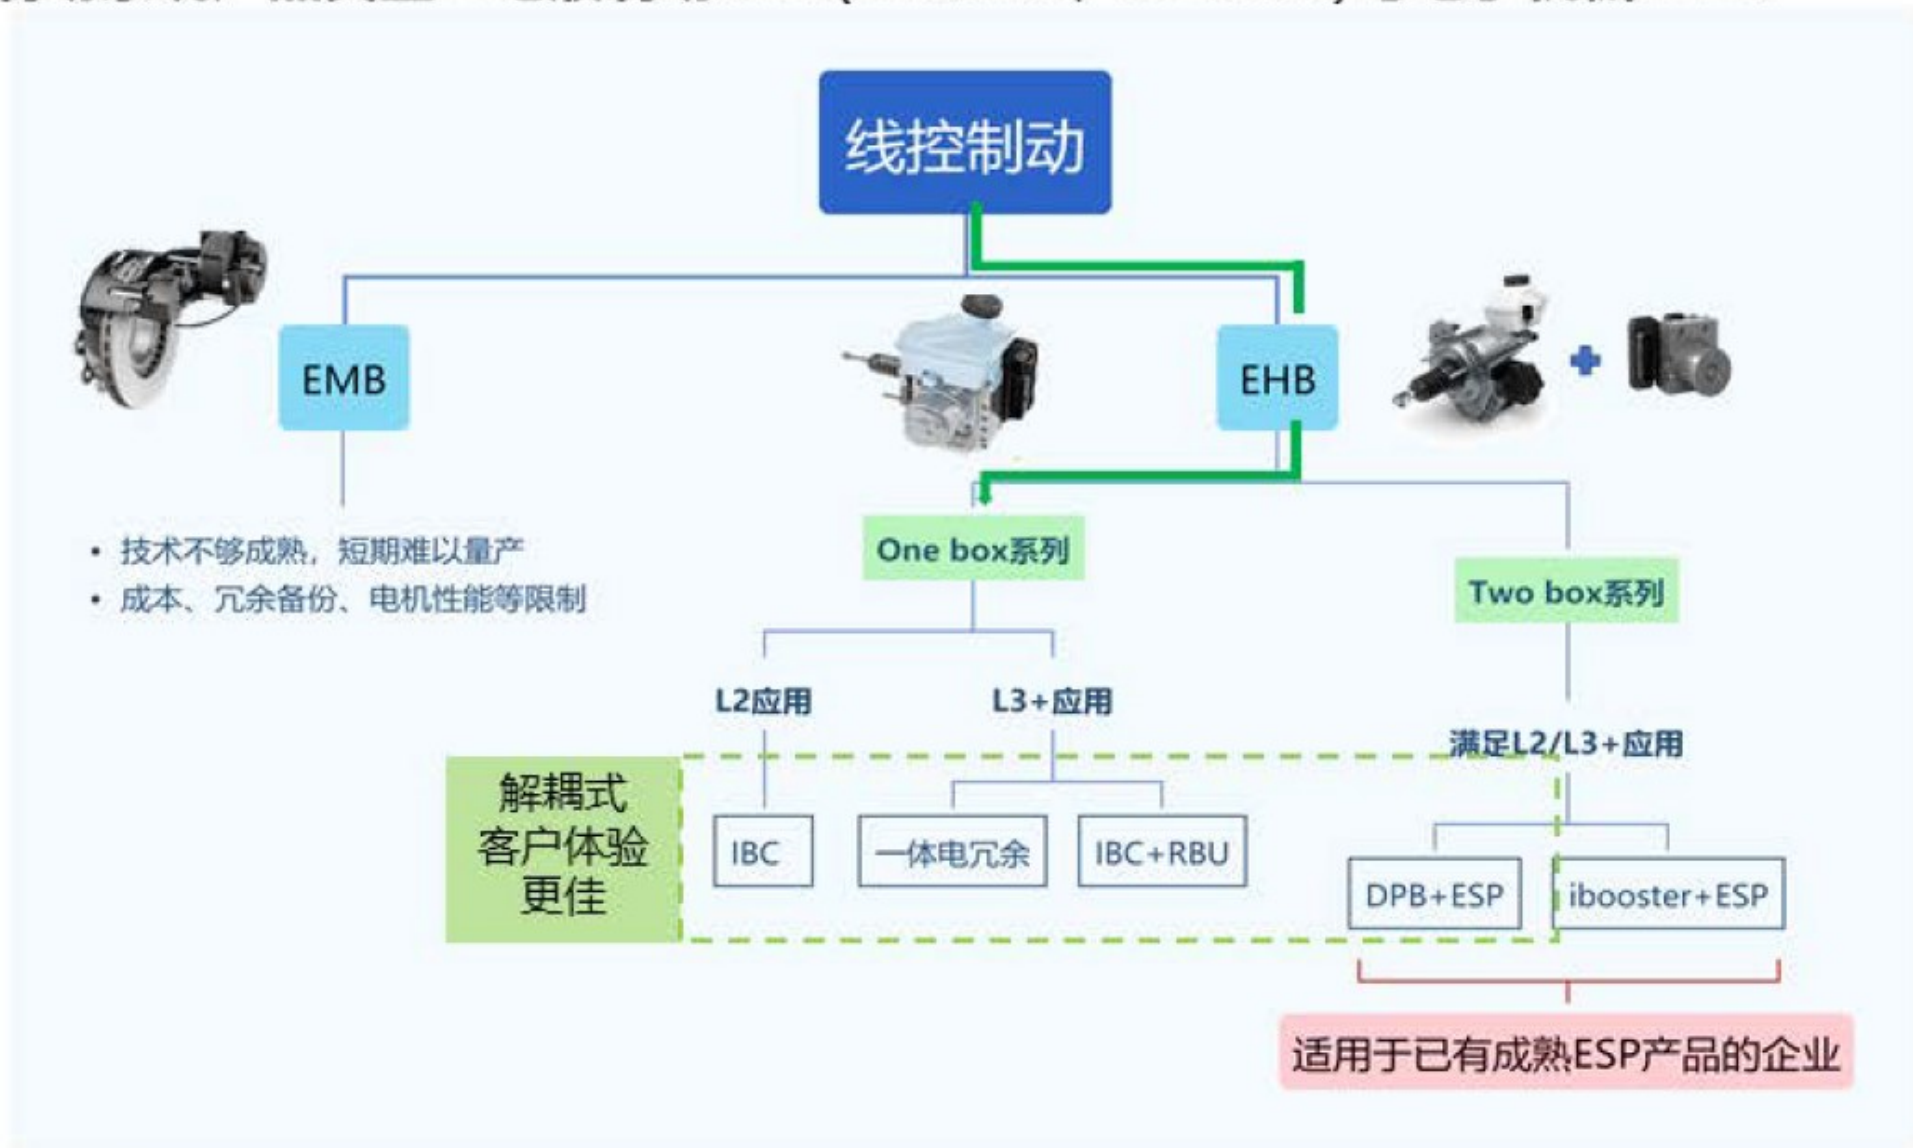 线控制动
EMB
EHB
• 技术不够成熟，短期难以量产
• 成本、冗余备份、电机性能等限制
One box系列
Two box系列
L2应用
L3+应用
满足L2/L3+应用
解耦式
客户体验
更佳
IBC
一体电冗余
IBC+RBU
DPB+ESP
ibooster+ESP
适用于已有成熟ESP产品的企业